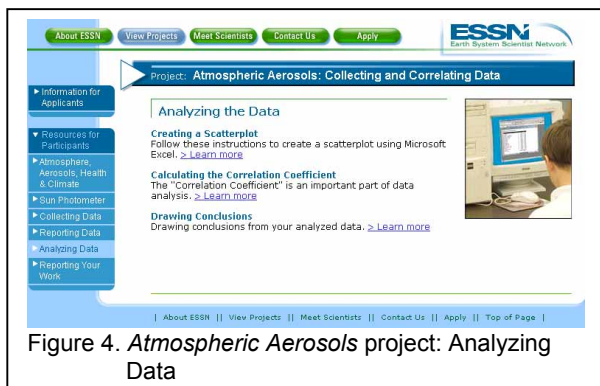 About ESSN
View Projects
Meet Scientists
Contact Us
Apply
ESSN
Earth System Scientist Network
Project: Atmospheric Aerosols: Collecting and Correlating Data
Information for
Applicants
Resources for
Participants
Atmosphere,
Aerosols, Health
& Climate
Sun Photometer
Collecting Data
Reporting Data
Analyzing Data
Reporting Your
Work
Analyzing the Data
Creating a Scatterplot
Follow these instructions to create a scatterplot using Microsoft
Excel. > Learn more
Calculating the Correlation Coefficient
The "Correlation Coefficient" is an important part of data
analysis. > Learn more
Drawing Conclusions
Drawing conclusions from your analyzed data. > Learn more
| About ESSN || View Projects || Meet Scientists || Contact Us || Apply || Top of Page |
Figure 4. Atmospheric Aerosols project: Analyzing
Data